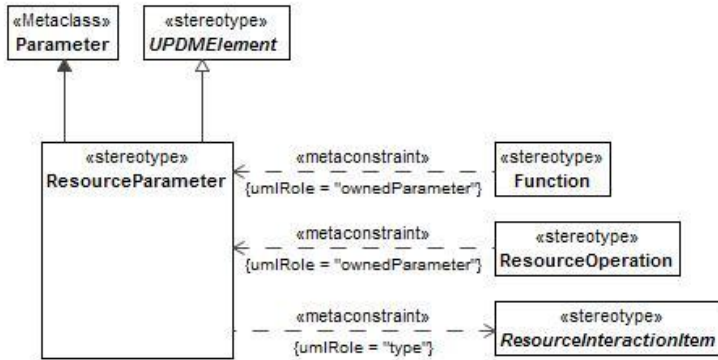 «Metaclass»
Parameter
«stereotype»
UPDMElement
«stereotype»
ResourceParameter
«metaconstraint»
{umlRole = "ownedParameter"}
«stereotype»
Function
«metaconstraint»
{umlRole = "ownedParameter"}
«stereotype»
ResourceOperation
«metaconstraint»
{umlRole = "type"}
«stereotype»
ResourceInteractionItem